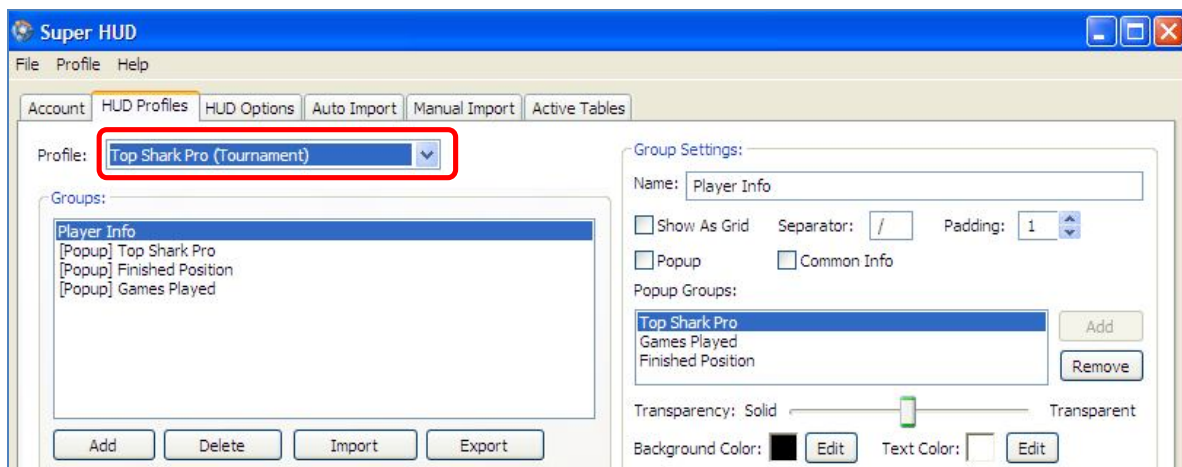 Super HUD
File Profile Help
Account HUD Profiles HUD Options Auto Import Manual Import Active Tables
Profile: Top Shark Pro (Tournament)
Groups:
Player Info
[Popup] Top Shark Pro
[Popup] Finished Position
[Popup] Games Played
Add Delete Import Export
Group Settings:
Name: Player Info
Show As Grid Separator: / Padding: 1
Popup Common Info
Popup Groups:
Top Shark Pro
Games Played
Finished Position
Add
Remove
Transparency: Solid Transparent
Background Color: Edit Text Color: Edit